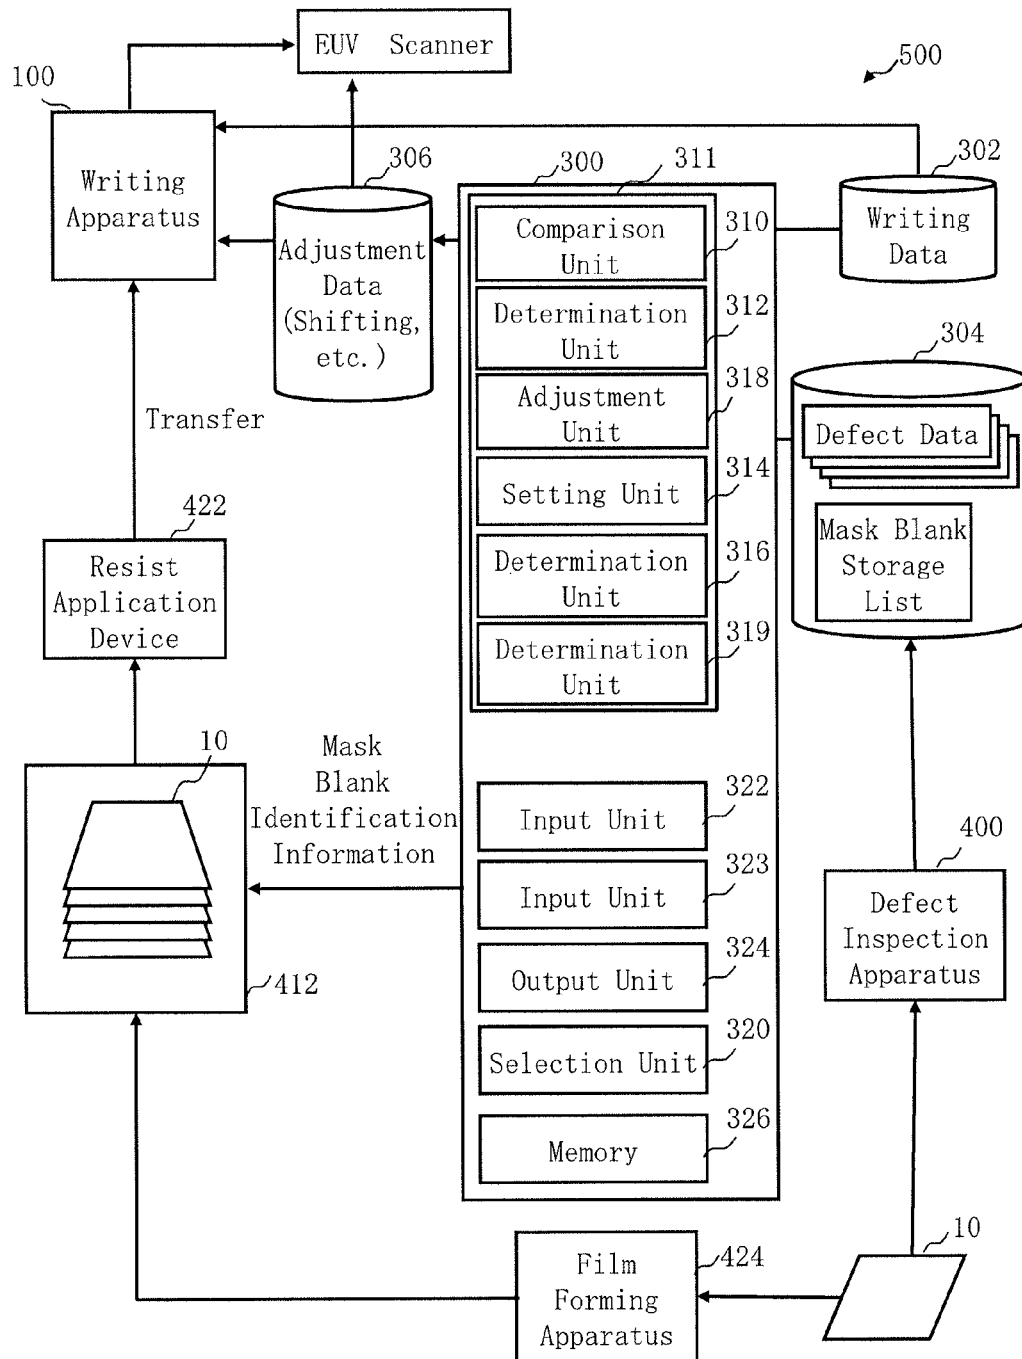 EUV Scanner
500
100
Writing
Apparatus
306
Adjustment
Data
(Shifting,
etc.)
300
311
Comparison
Unit
310
Determination
Unit
312
Adjustment
Unit
318
Setting Unit
314
Determination
Unit
316
Determination
Unit
319
302
Writing
Data
304
Defect Data
Mask Blank
Storage
List
Transfer
422
Resist
Application
Device
10
412
Mask
Blank
Identification
Information
Input Unit
322
Input Unit
323
Output Unit
324
Selection Unit
320
Memory
326
400
Defect
Inspection
Apparatus
Film
Forming
Apparatus
424
10